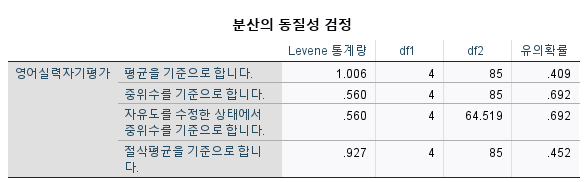 분산의 동질성 검정
Levene 통계량 df1 df2 유의확률
영어실력자기평가 평균을 기준으로 합니다. 1.006 4 85 .409
중위수를 기준으로 합니다. .560 4 85 .692
자유도를 수정한 상태에서
중위수를 기준으로 합니다. .560 4 64.519 .692
절삭평균을 기준으로 합니
다. .927 4 85 .452